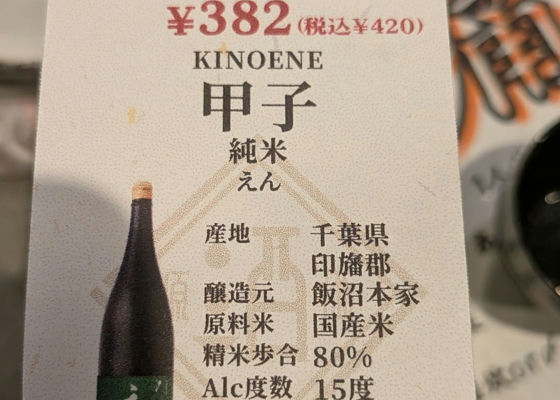 ¥382(税込¥420)
KINOENE
甲子
純米
えん
産地 千葉県
印旛郡
醸造元 飯沼本家
原料米 国産米
精米歩合 80%
Alc度数 15度